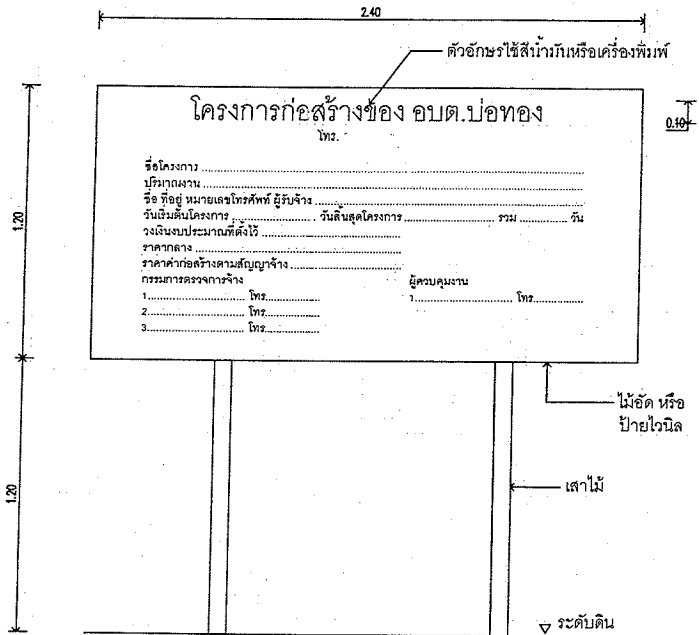 2.40
ตัวอักษรใช้สีน้ำมันหรือเครื่องพิมพ์
โครงการก่อสร้างของ อบต.บ่อทอง
โทร.
0.10
1.20
ชื่อโครงการ ........................................................................
ปริมาณงาน ........................................................................
ชื่อ ที่อยู่ หมายเลขโทรศัพท์ ผู้รับจ้าง ........................................
วันเริ่มต้นโครงการ .................... วันสิ้นสุดโครงการ .................... รวม ............ วัน
วงเงินงบประมาณที่ตั้งไว้ ........................................
ราคากลาง ........................................
ราคาค่าก่อสร้างตามสัญญาจ้าง ........................................
กรรมการตรวจการจ้าง ผู้ควบคุมงาน
1........................ โทร............... 1........................ โทร...............
2........................ โทร...............
3........................ โทร...............
ไม้อัด หรือ
ป้ายไวนิล
เสาไม้
1.20
ระดับดิน